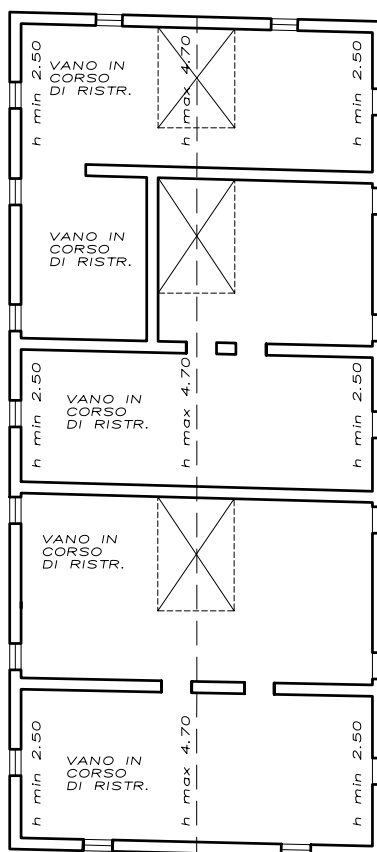 h min 2.50
VANO IN
CORSO
DI RISTR.
h max 4.70
h min 2.50
VANO IN
CORSO
DI RISTR.
h min 2.50
VANO IN
CORSO
DI RISTR.
h max 4.70
h min 2.50
VANO IN
CORSO
DI RISTR.
h min 2.50
VANO IN
CORSO
DI RISTR.
h max 4.70
h min 2.50